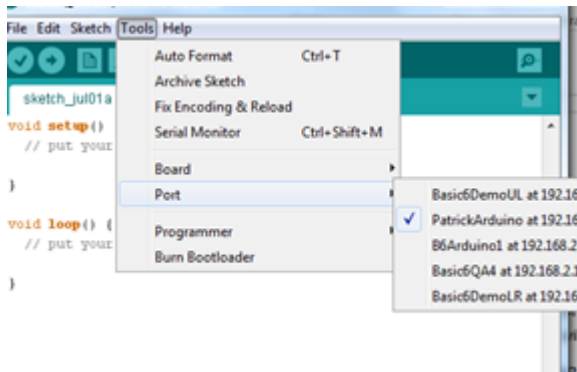 File Edit Sketch Tools Help
Auto Format Ctrl+T
Archive Sketch
Fix Encoding & Reload
Serial Monitor Ctrl+Shift+M
Board
Port
Programmer
Burn Bootloader
Basic6DemoUL at 192.16
PatrickArduino at 192.16
B6Arduino1 at 192.168.2
Basic6QA4 at 192.168.2.
Basic6DemoLR at 192.16
sketch_jul01a
void setup()
// put your
}
void loop() {
// put your
}